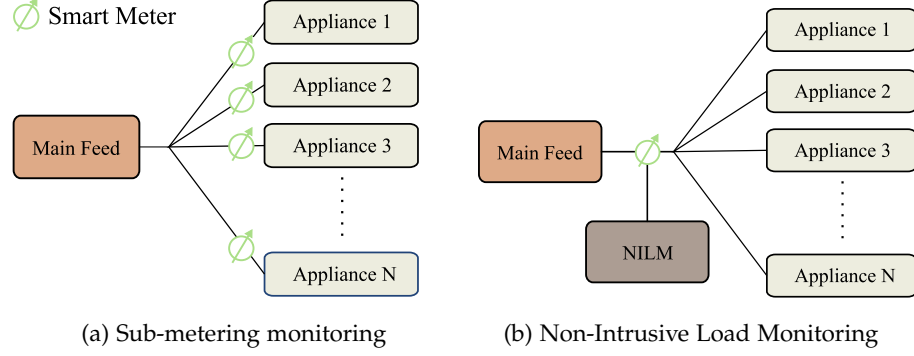 Smart Meter
Appliance 1
Appliance 2
Main Feed
Appliance 3
Appliance N
(a) Sub-metering monitoring
Appliance 1
Appliance 2
Main Feed
Appliance 3
NILM
Appliance N
(b) Non-Intrusive Load Monitoring